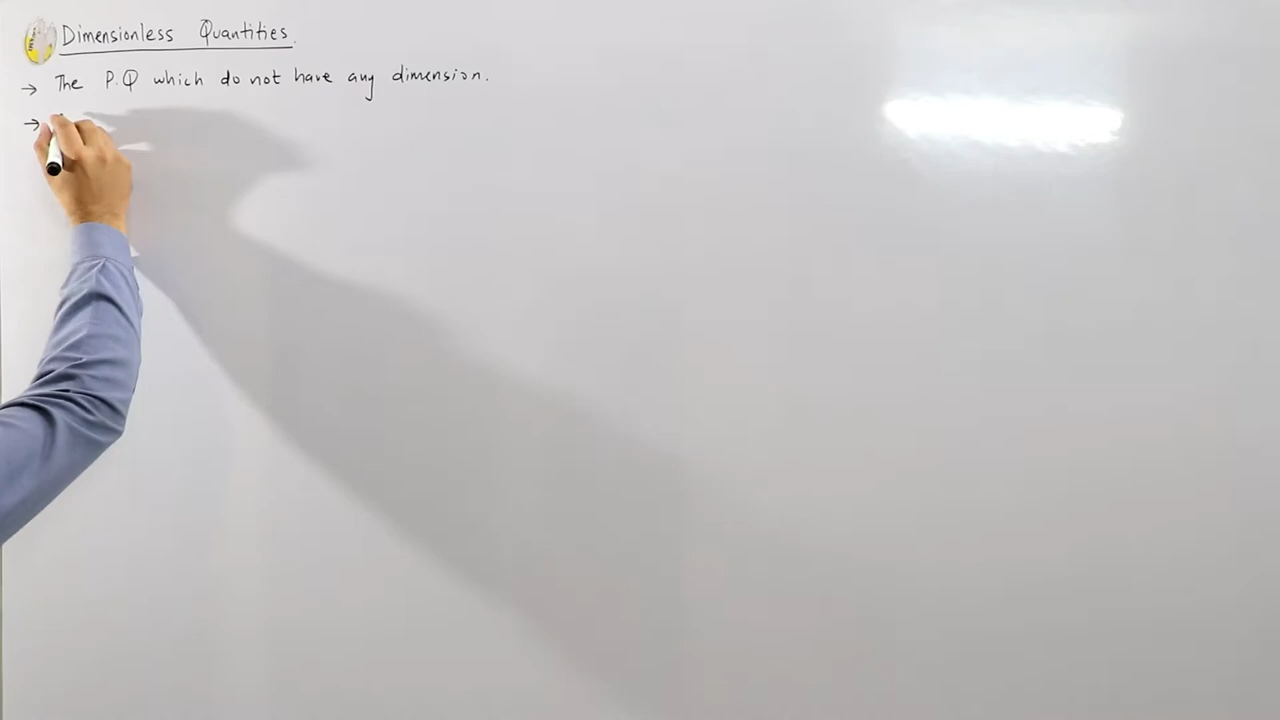 Dimensionless Quantities.
→ The P.Q which do not have any dimension.
→